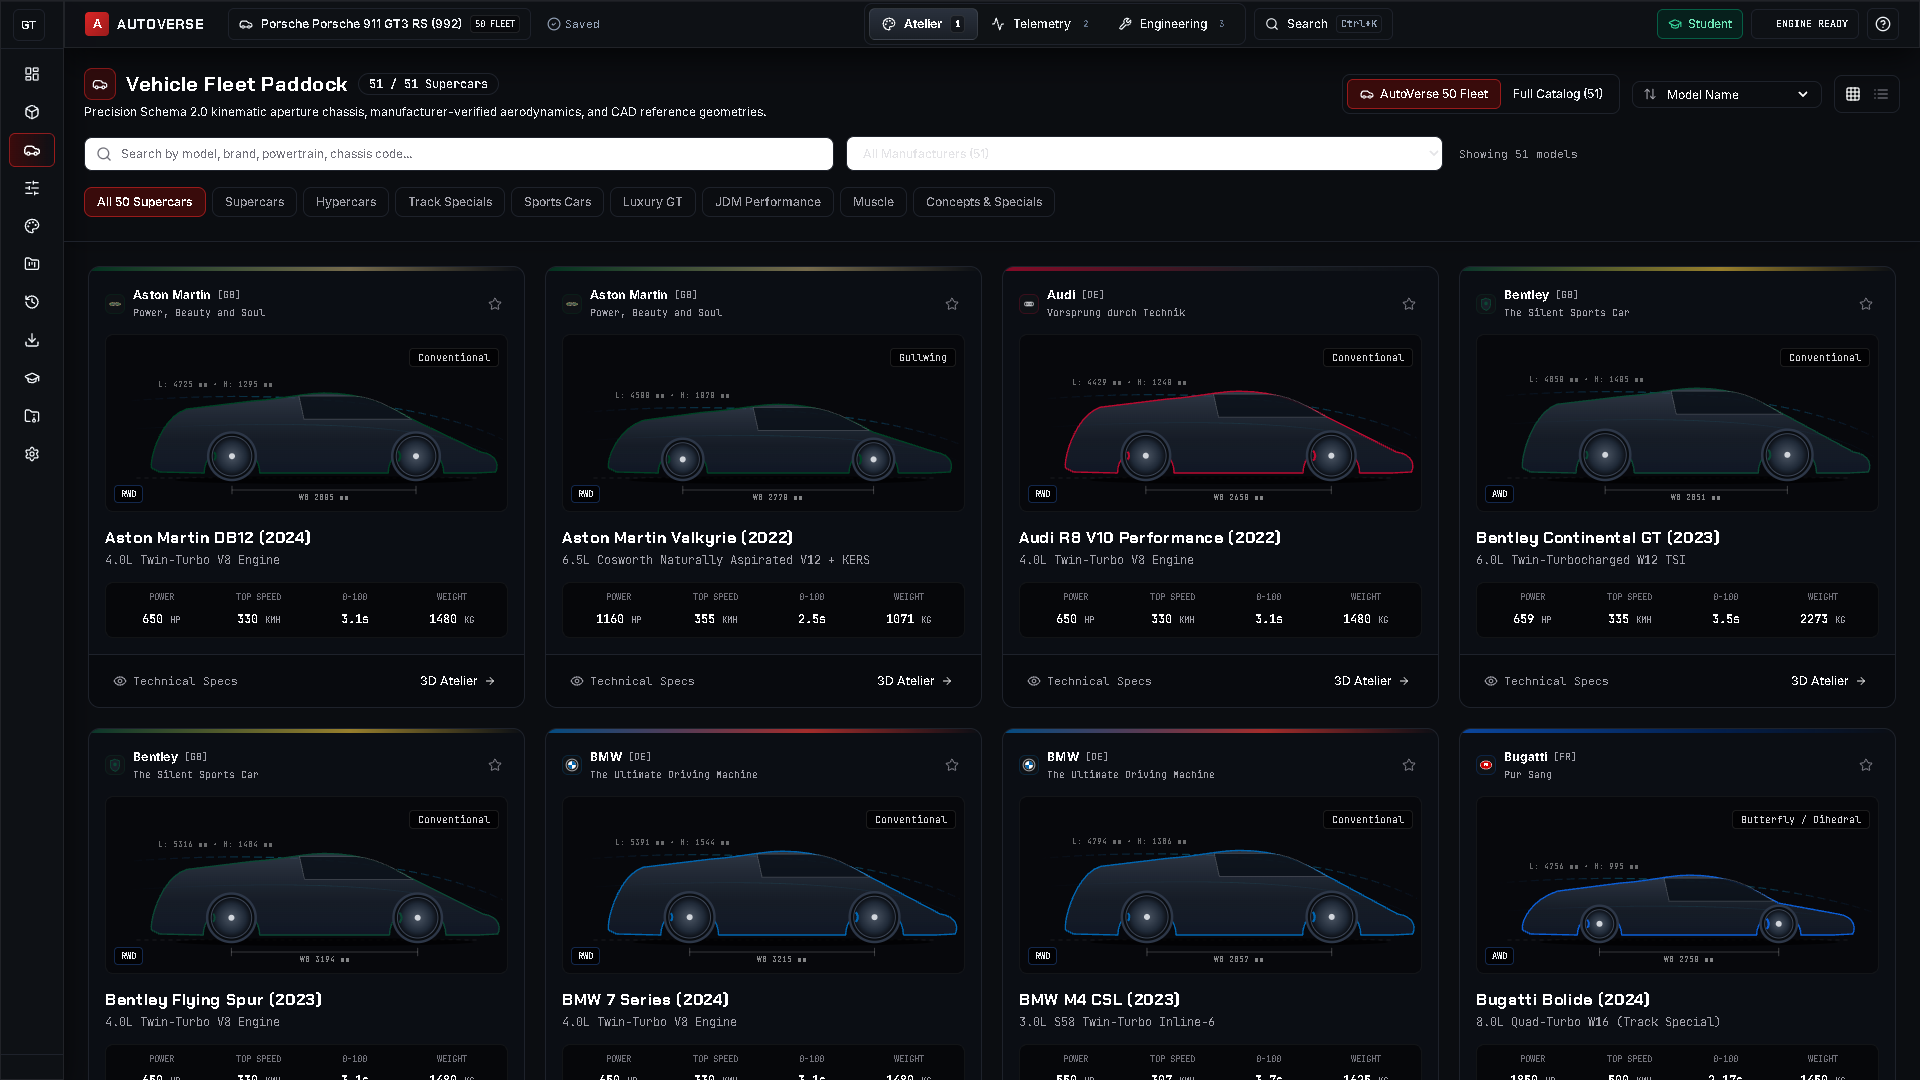 GT
A AUTOVERSE
Porsche Porsche 911 GT3 RS (992) 50 FLEET
Saved
Atelier 1
Telemetry 2
Engineering 3
Search Ctrl+K
Student
ENGINE READY
Vehicle Fleet Paddock
51 / 51 Supercars
Precision Schema 2.0 kinematic aperture chassis, manufacturer-verified aerodynamics, and CAD reference geometries.
AutoVerse 50 Fleet
Full Catalog (51)
Model Name
Search by model, brand, powertrain, chassis code...
All Manufacturers (51)
Showing 51 models
All 50 Supercars
Supercars
Hypercars
Track Specials
Sports Cars
Luxury GT
JDM Performance
Muscle
Concepts & Specials
Aston Martin [GB]
Power, Beauty and Soul
Conventional
RWD
Aston Martin DB12 (2024)
4.0L Twin-Turbo V8 Engine
POWER TOP SPEED 0-100 WEIGHT
650 HP 330 KMH 3.1s 1480 KG
Technical Specs 3D Atelier
Aston Martin [GB]
Power, Beauty and Soul
Gullwing
RWD
Aston Martin Valkyrie (2022)
6.5L Cosworth Naturally Aspirated V12 + KERS
POWER TOP SPEED 0-100 WEIGHT
1160 HP 355 KMH 2.5s 1071 KG
Technical Specs 3D Atelier
Audi [DE]
Vorsprung durch Technik
Conventional
RWD
Audi R8 V10 Performance (2022)
4.0L Twin-Turbo V8 Engine
POWER TOP SPEED 0-100 WEIGHT
650 HP 330 KMH 3.1s 1480 KG
Technical Specs 3D Atelier
Bentley [GB]
The Silent Sports Car
Conventional
AWD
Bentley Continental GT (2023)
6.0L Twin-Turbocharged W12 TSI
POWER TOP SPEED 0-100 WEIGHT
659 HP 335 KMH 3.5s 2273 KG
Technical Specs 3D Atelier
Bentley [GB]
The Silent Sports Car
Conventional
RWD
Bentley Flying Spur (2023)
4.0L Twin-Turbo V8 Engine
POWER TOP SPEED 0-100 WEIGHT
BMW [DE]
The Ultimate Driving Machine
Conventional
RWD
BMW 7 Series (2024)
4.0L Twin-Turbo V8 Engine
POWER TOP SPEED 0-100 WEIGHT
BMW [DE]
The Ultimate Driving Machine
Conventional
RWD
BMW M4 CSL (2023)
3.0L S58 Twin-Turbo Inline-6
POWER TOP SPEED 0-100 WEIGHT
Bugatti [FR]
Pur Sang
Butterfly / Dihedral
AWD
Bugatti Bolide (2024)
8.0L Quad-Turbo W16 (Track Special)
POWER TOP SPEED 0-100 WEIGHT